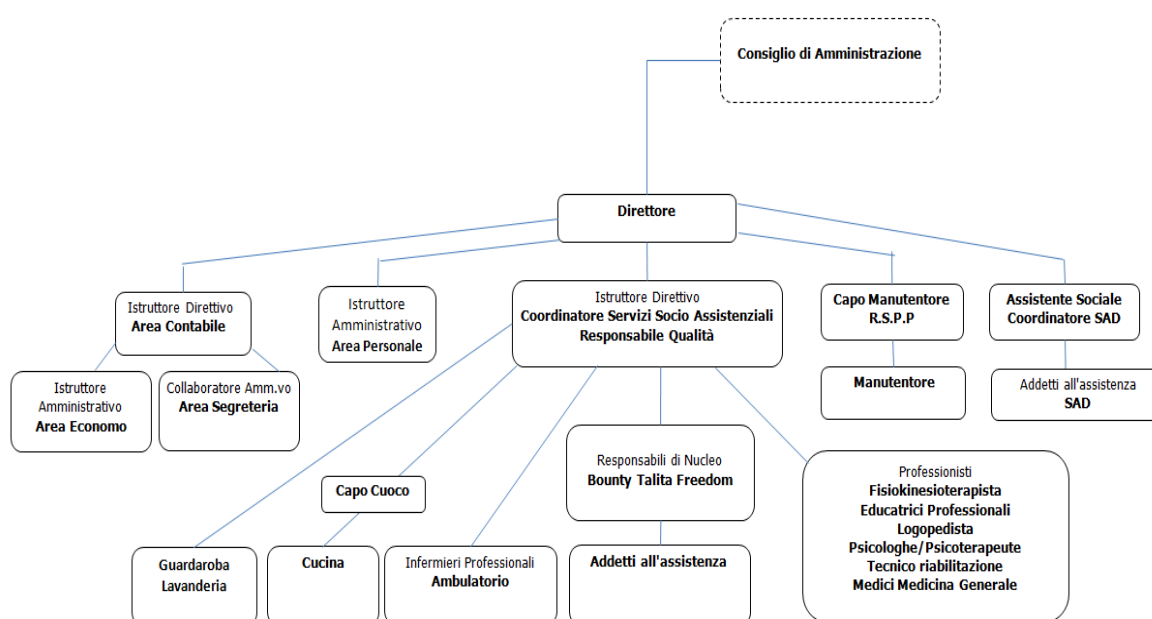 Consiglio di Amministrazione
Direttore
Istruttore Direttivo
Area Contabile
Istruttore
Amministrativo
Area Personale
Istruttore Direttivo
Coordinatore Servizi Socio Assistenziali
Responsabile Qualità
Capo Manutentore
R.S.P.P
Assistente Sociale
Coordinatore SAD
Istruttore
Amministrativo
Area Economo
Collaboratore Amm.vo
Area Segreteria
Manutentore
Addetti all'assistenza
SAD
Capo Cuoco
Responsabili di Nucleo
Bounty Talita Freedom
Professionisti
Fisiokinesioterapista
Educatrici Professionali
Logopedista
Psicologhe/Psicoterapeute
Tecnico riabilitazione
Medici Medicina Generale
Guardaroba
Lavanderia
Cucina
Infermieri Professionali
Ambulatorio
Addetti all'assistenza